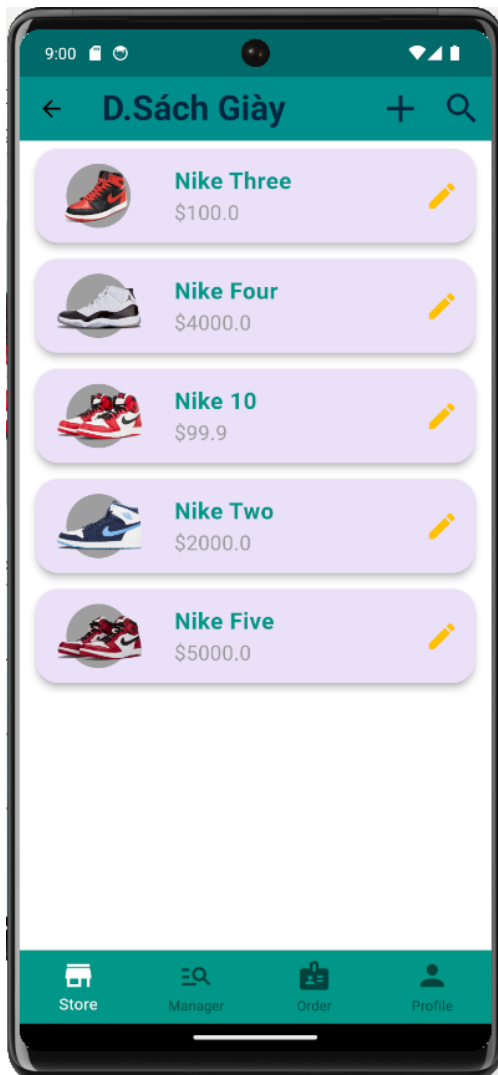 9:00
D.Sách Giày
Nike Three
$100.0
Nike Four
$4000.0
Nike 10
$99.9
Nike Two
$2000.0
Nike Five
$5000.0
Store Manager Order Profile